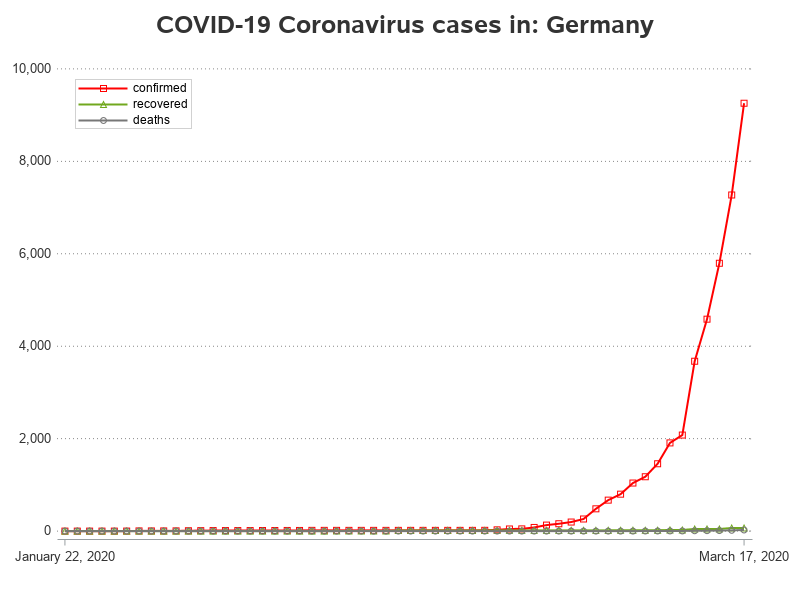 COVID-19 Coronavirus cases in: Germany
10,000
confirmed
recovered
deaths
8,000
6,000
4,000
2,000
0
January 22, 2020
March 17, 2020